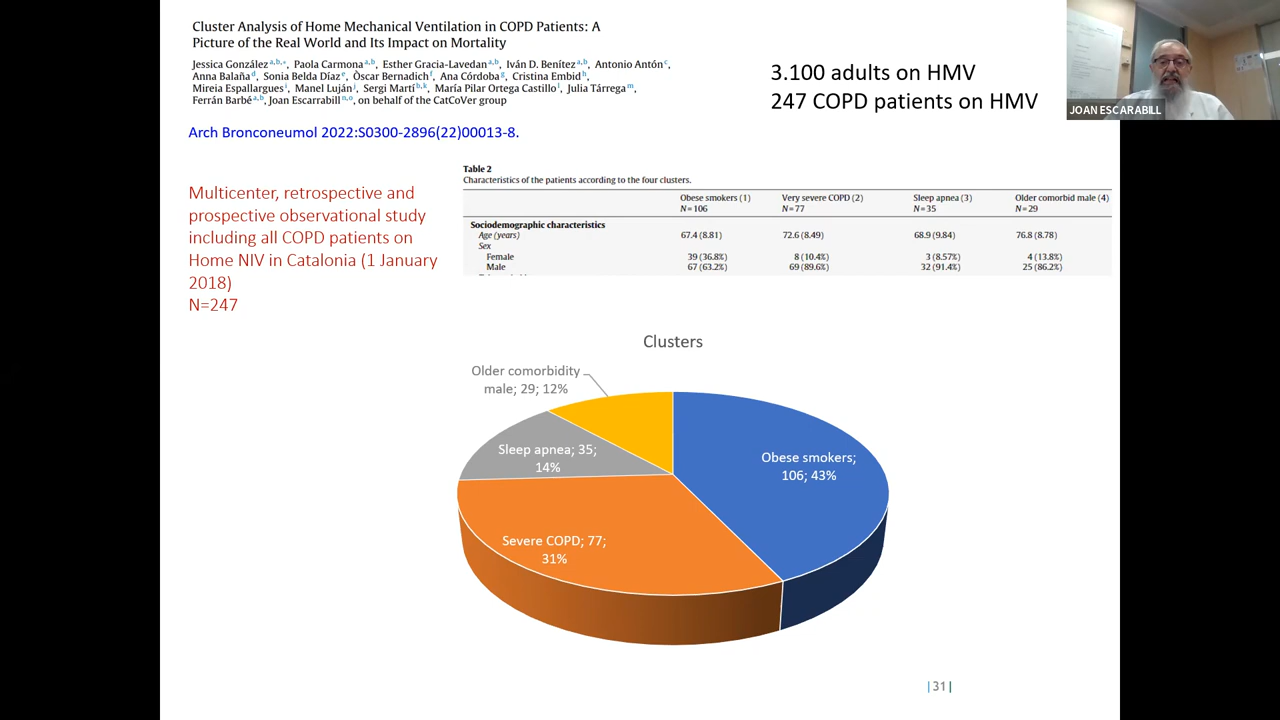 Cluster Analysis of Home Mechanical Ventilation in COPD Patients: A
Picture of the Real World and Its Impact on Mortality
Jessica González a,b,*, Paola Carmona a,b, Esther Gracia-Lavedan a,b, Iván D. Benítez a,b, Antonio Antón c,
Anna Balaña d, Sonia Belda Díaz e, Òscar Bernadich f, Ana Córdoba g, Cristina Embid h,
Mireia Espallargues i, Manel Luján j, Sergi Martí b,k, María Pilar Ortega Castillo l, Julia Tárrega m,
Ferrán Barbé a,b, Joan Escarrabill n,o, on behalf of the CatCoVer group
Arch Bronconeumol 2022:S0300-2896(22)00013-8.
3.100 adults on HMV
247 COPD patients on HMV
JOAN ESCARABILL
Multicenter, retrospective and
prospective observational study
including all COPD patients on
Home NIV in Catalonia (1 January
2018)
N=247
Table 2
Characteristics of the patients according to the four clusters.
Obese smokers (1) Very severe COPD (2) Sleep apnea (3) Older comorbid male (4)
N=106 N=77 N=35 N=29
Sociodemographic characteristics
Age (years) 67.4 (8.81) 72.6 (8.49) 68.9 (9.84) 76.8 (8.78)
Sex
Female 39 (36.8%) 8 (10.4%) 3 (8.57%) 4 (13.8%)
Male 67 (63.2%) 69 (89.6%) 32 (91.4%) 25 (86.2%)
Clusters
Older comorbidity
male; 29; 12%
Sleep apnea; 35;
14%
Obese smokers;
106; 43%
Severe COPD; 77;
31%
|31|